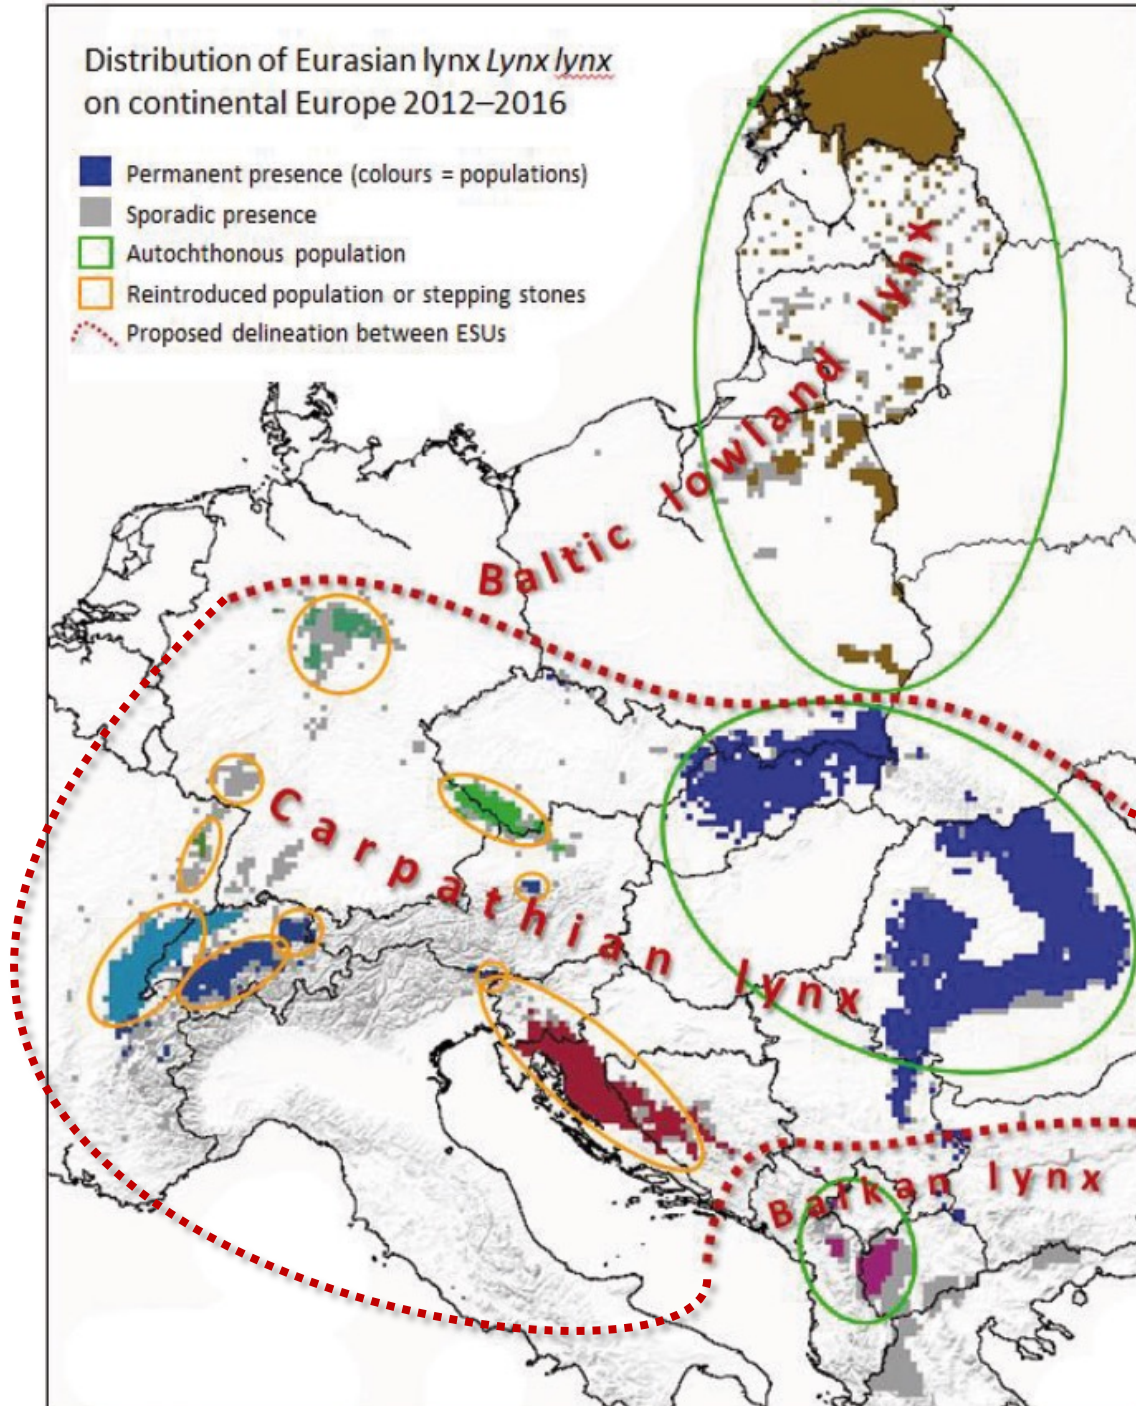 Distribution of Eurasian lynx Lynx lynx
on continental Europe 2012–2016
Permanent presence (colours = populations)
Sporadic presence
Autochthonous population
Reintroduced population or stepping stones
Proposed delineation between ESUs
Baltic lowland lynx
Carpathian lynx
Balkan lynx